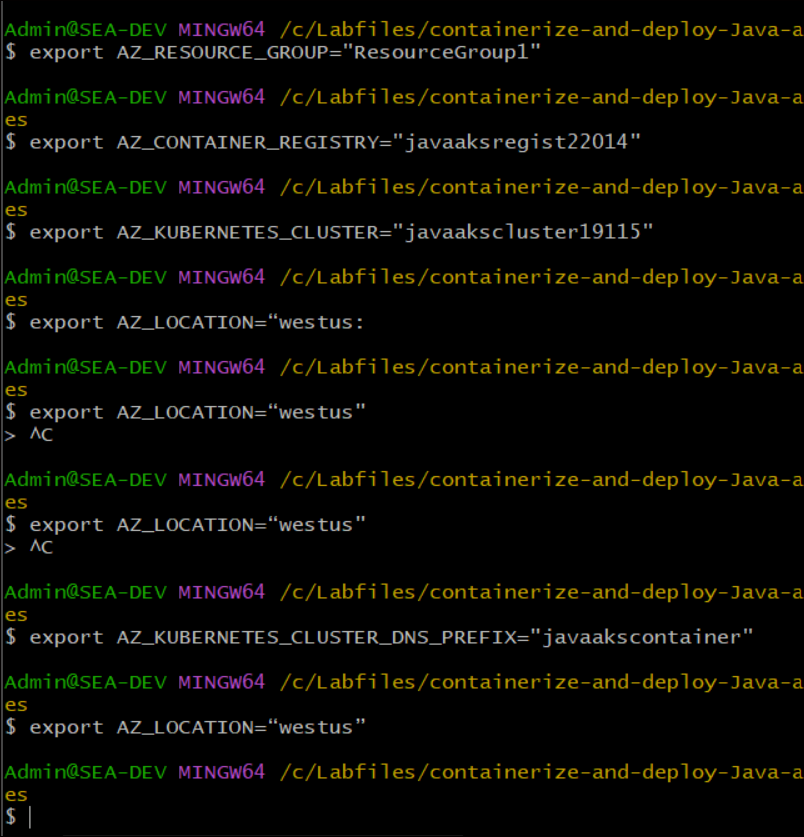 Admin@SEA-DEV MINGW64 /c/Labfiles/containerize-and-deploy-Java-a
$ export AZ_RESOURCE_GROUP="ResourceGroup1"
Admin@SEA-DEV MINGW64 /c/Labfiles/containerize-and-deploy-Java-a
es
$ export AZ_CONTAINER_REGISTRY="javaaksregist22014"
Admin@SEA-DEV MINGW64 /c/Labfiles/containerize-and-deploy-Java-a
es
$ export AZ_KUBERNETES_CLUSTER="javaakscluster19115"
Admin@SEA-DEV MINGW64 /c/Labfiles/containerize-and-deploy-Java-a
es
$ export AZ_LOCATION=“westus:
Admin@SEA-DEV MINGW64 /c/Labfiles/containerize-and-deploy-Java-a
es
$ export AZ_LOCATION=“westus"
> ^C
Admin@SEA-DEV MINGW64 /c/Labfiles/containerize-and-deploy-Java-a
es
$ export AZ_LOCATION=“westus"
> ^C
Admin@SEA-DEV MINGW64 /c/Labfiles/containerize-and-deploy-Java-a
es
$ export AZ_KUBERNETES_CLUSTER_DNS_PREFIX="javaakscontainer"
Admin@SEA-DEV MINGW64 /c/Labfiles/containerize-and-deploy-Java-a
es
$ export AZ_LOCATION=“westus”
Admin@SEA-DEV MINGW64 /c/Labfiles/containerize-and-deploy-Java-a
es
$